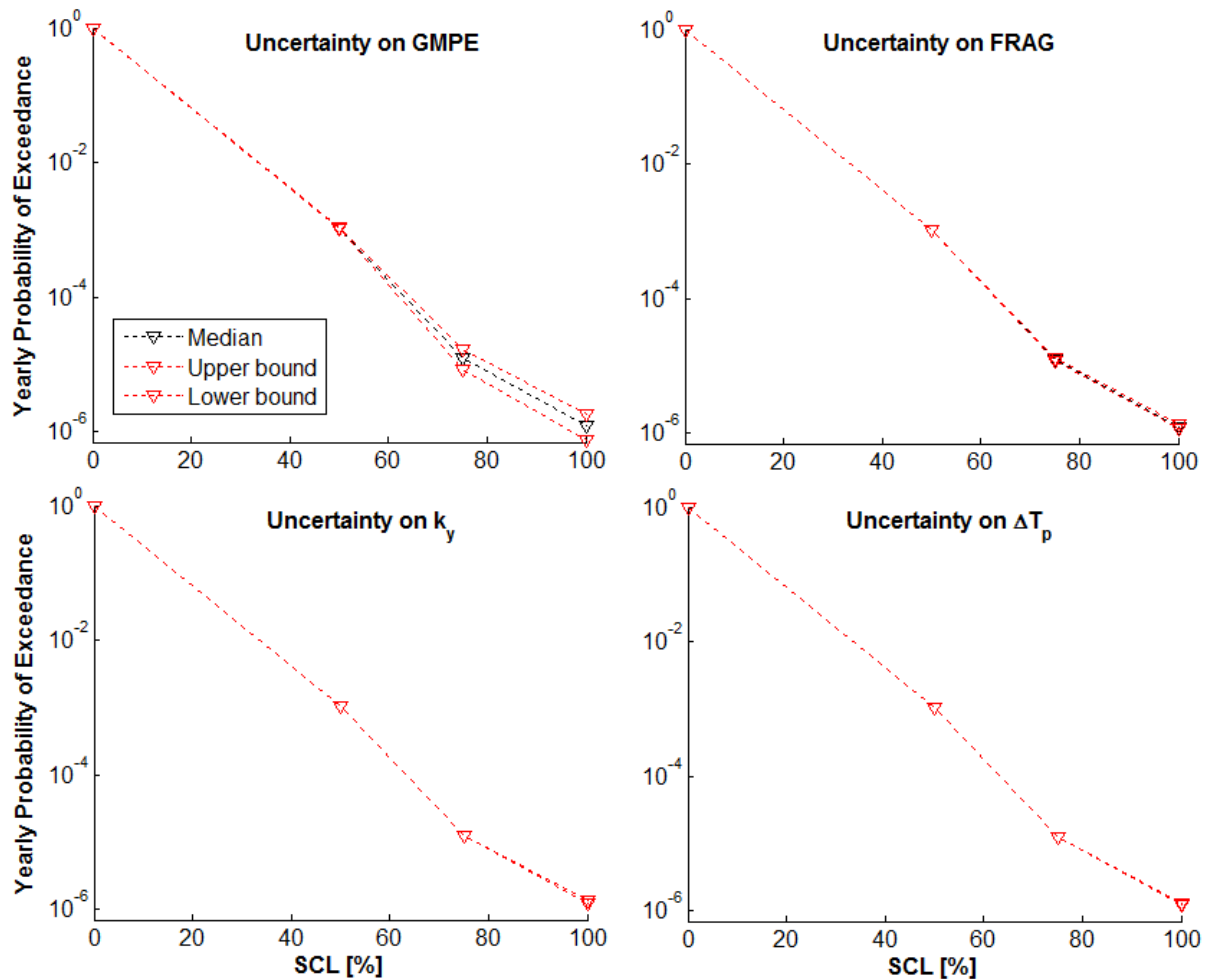 Uncertainty on GMPE
Yearly Probability of Exceedance
10^0
10^-2
10^-4
10^-6
Median
Upper bound
Lower bound
0 20 40 60 80 100
Uncertainty on FRAG
10^0
10^-2
10^-4
10^-6
0 20 40 60 80 100
Uncertainty on k_y
Yearly Probability of Exceedance
10^0
10^-2
10^-4
10^-6
0 20 40 60 80 100
SCL [%]
Uncertainty on ΔT_p
10^0
10^-2
10^-4
10^-6
0 20 40 60 80 100
SCL [%]